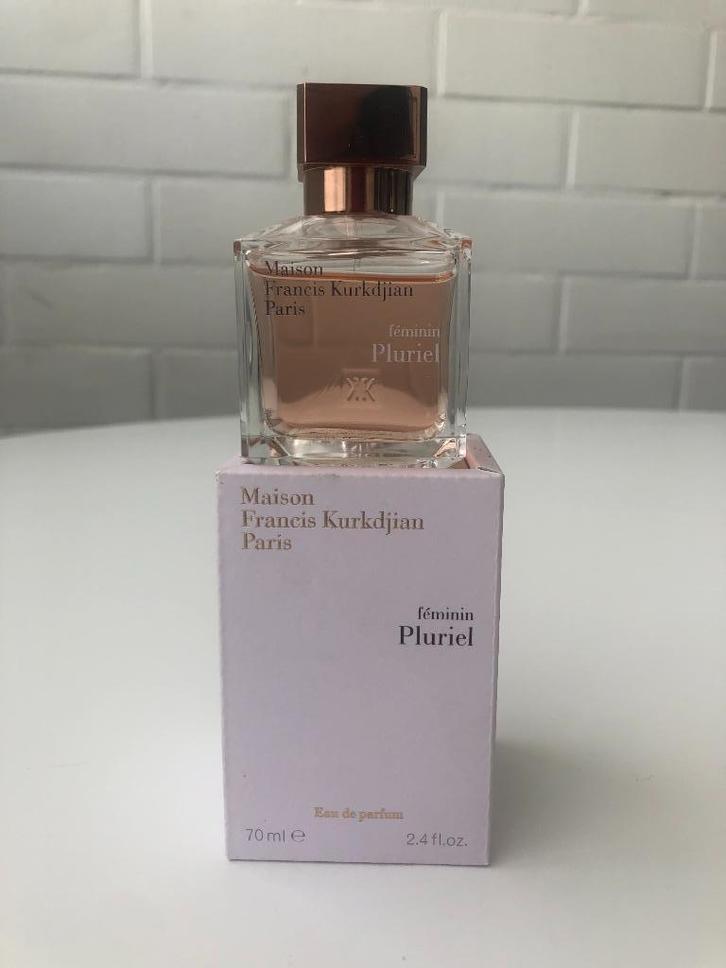 Maison
Francis Kurkdjian
Paris
féminin
Pluriel
Maison
Francis Kurkdjian
Paris
féminin
Pluriel
Eau de parfum
70 ml ℮
2.4 fl.oz.